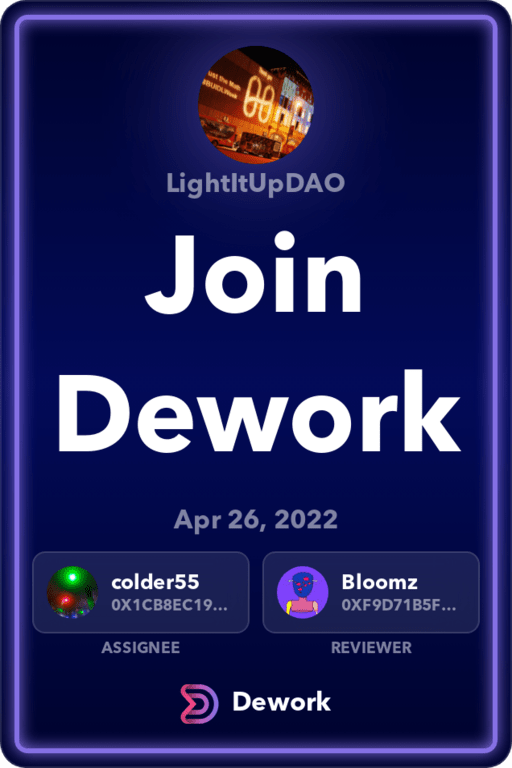 LightItUpDAO
Join
Dework
Apr 26, 2022
colder55
0X1CB8EC19...
ASSIGNEE
Bloomz
0XF9D71B5F...
REVIEWER
Dework